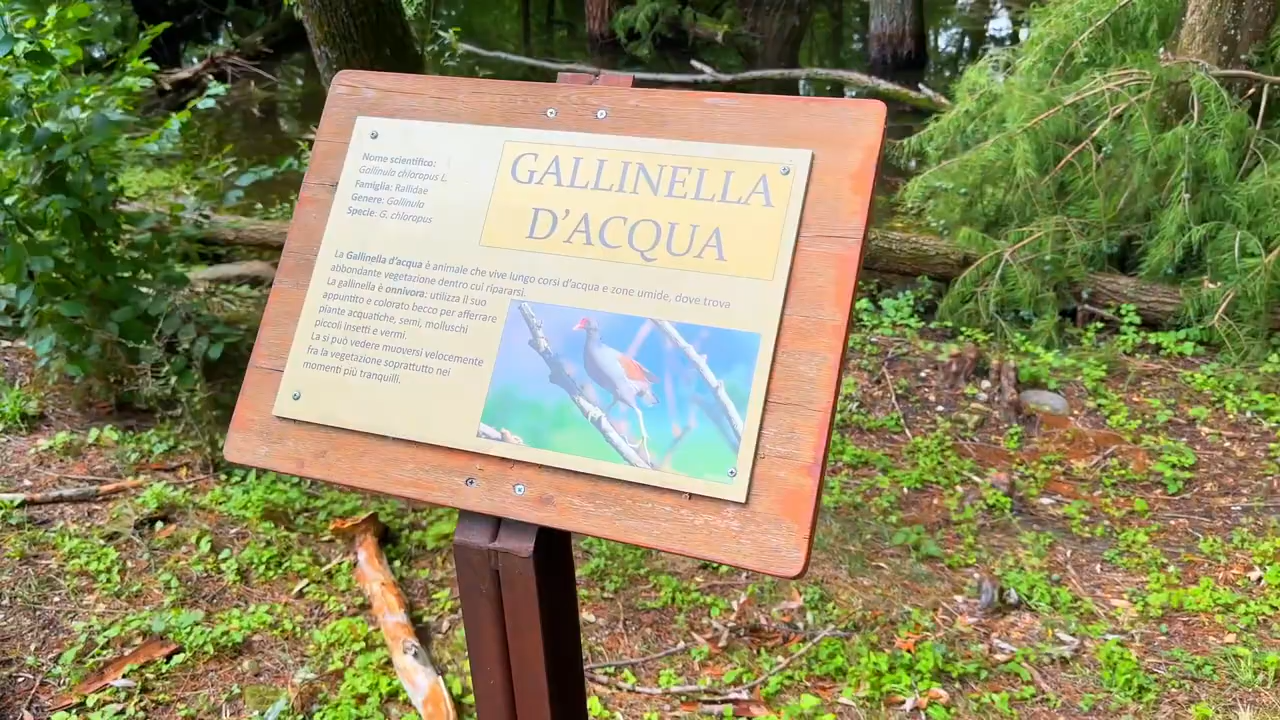 Nome scientifico:
Gallinula chloropus L.
Famiglia: Rallidae
Genere: Gallinula
Specie: G. chloropus
GALLINELLA
D'ACQUA
La Gallinella d'acqua è animale che vive lungo corsi d'acqua e zone umide, dove trova
abbondante vegetazione dentro cui ripararsi.
La gallinella è onnivora: utilizza il suo
appuntito e colorato becco per afferrare
piante acquatiche, semi, molluschi
piccoli insetti e vermi.
La si può vedere muoversi velocemente
fra la vegetazione soprattutto nei
momenti più tranquilli.